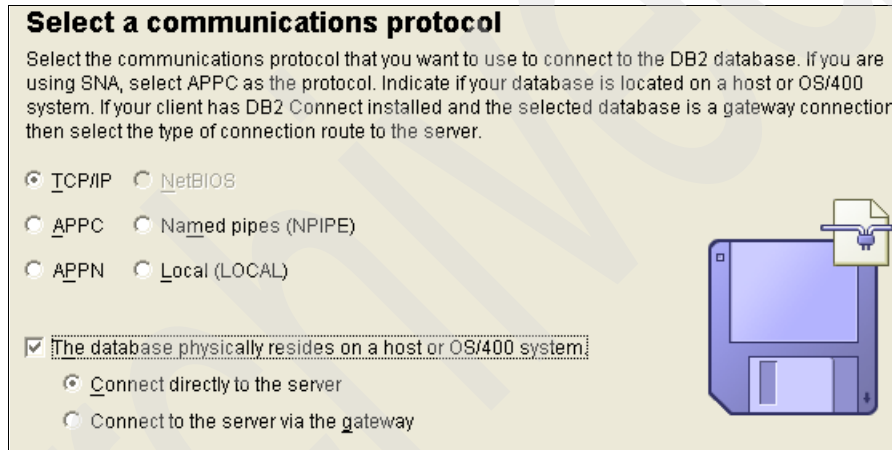 Select a communications protocol
Select the communications protocol that you want to use to connect to the DB2 database. If you are
using SNA, select APPC as the protocol. Indicate if your database is located on a host or OS/400
system. If your client has DB2 Connect installed and the selected database is a gateway connection
then select the type of connection route to the server.
TCP/IP NetBIOS
APPC Named pipes (NPIPE)
APPN Local (LOCAL)
The database physically resides on a host or OS/400 system.
Connect directly to the server
Connect to the server via the gateway